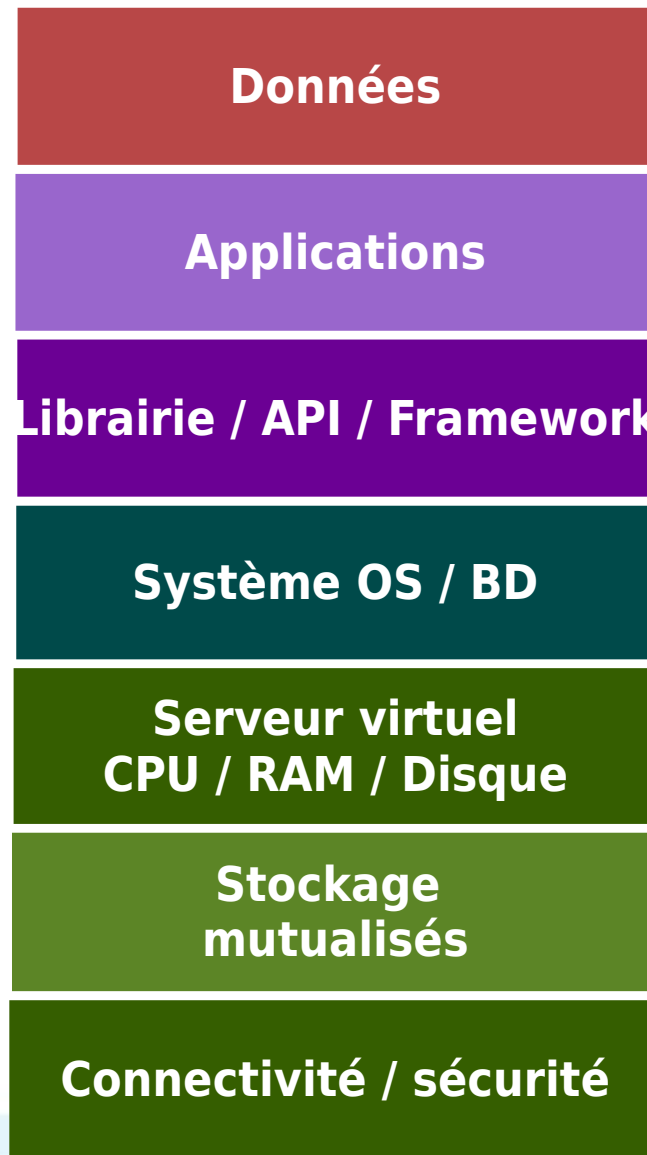 Données
Applications
Librairie / API / Framework
Système OS / BD
Serveur virtuel
CPU / RAM / Disque
Stockage
mutualisés
Connectivité / sécurité